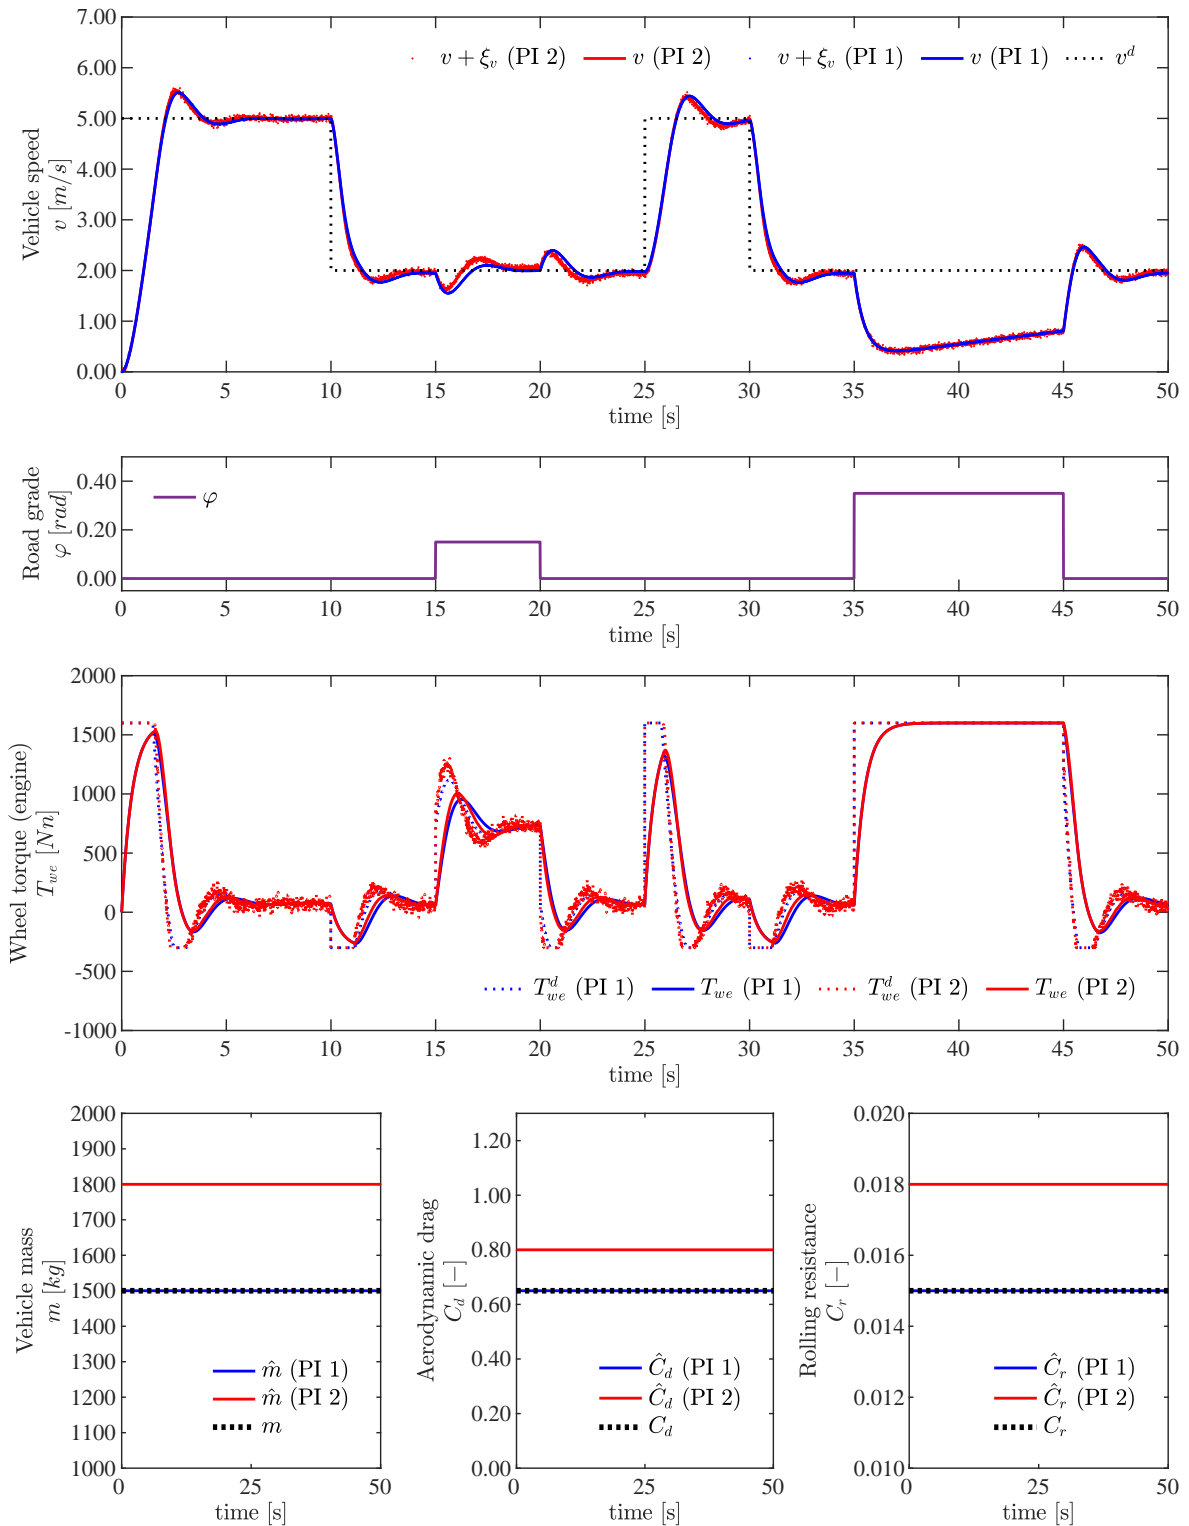 7.00
6.00
5.00
4.00
3.00
2.00
1.00
0.00
Vehicle speed
v [m/s]
v + ξ_v (PI 2) v (PI 2) v + ξ_v (PI 1) v (PI 1) v^d
0 5 10 15 20 25 30 35 40 45 50
time [s]
0.40
0.20
0.00
Road grade
φ [rad]
φ
0 5 10 15 20 25 30 35 40 45 50
time [s]
2000
1500
1000
500
0
-500
-1000
Wheel torque (engine)
T_we [Nn]
T^d_we (PI 1) T_we (PI 1) T^d_we (PI 2) T_we (PI 2)
0 5 10 15 20 25 30 35 40 45 50
time [s]
2000
1900
1800
1700
1600
1500
1400
1300
1200
1100
1000
Vehicle mass
m [kg]
m̂ (PI 1)
m̂ (PI 2)
m
0 25 50
time [s]
1.20
1.00
0.80
0.60
0.40
0.20
0.00
Aerodynamic drag
C_d [−]
Ĉ_d (PI 1)
Ĉ_d (PI 2)
C_d
0 25 50
time [s]
0.020
0.018
0.016
0.014
0.012
0.010
Rolling resistance
C_r [−]
Ĉ_r (PI 1)
Ĉ_r (PI 2)
C_r
0 25 50
time [s]